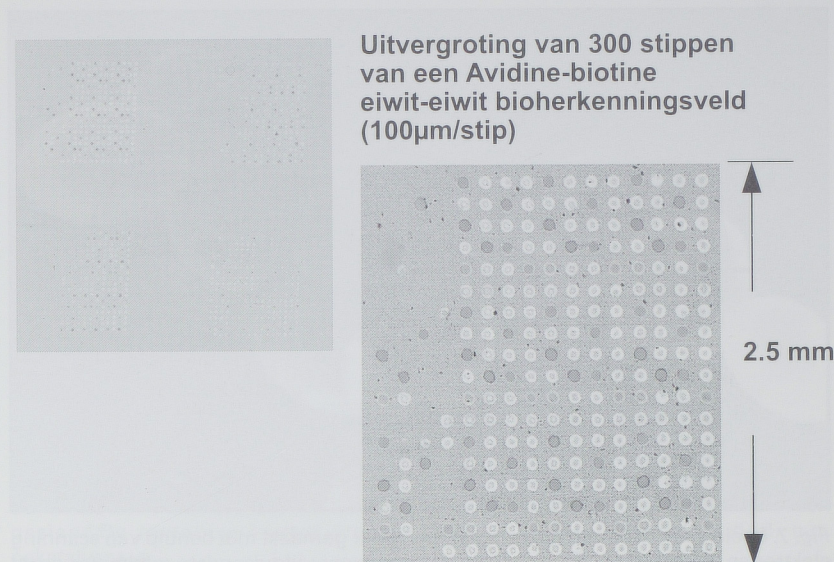 Uitvergroting van 300 stippen
van een Avidine-biotine
eiwit-eiwit bioherkenningsveld
(100µm/stip)
2.5 mm